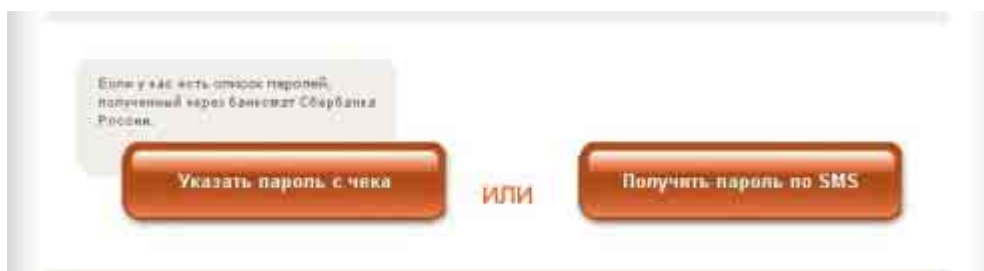 Если у вас есть список паролей,
полученный через банкомат Сбербанка
России.
Указать пароль с чека
или
Получить пароль по SMS